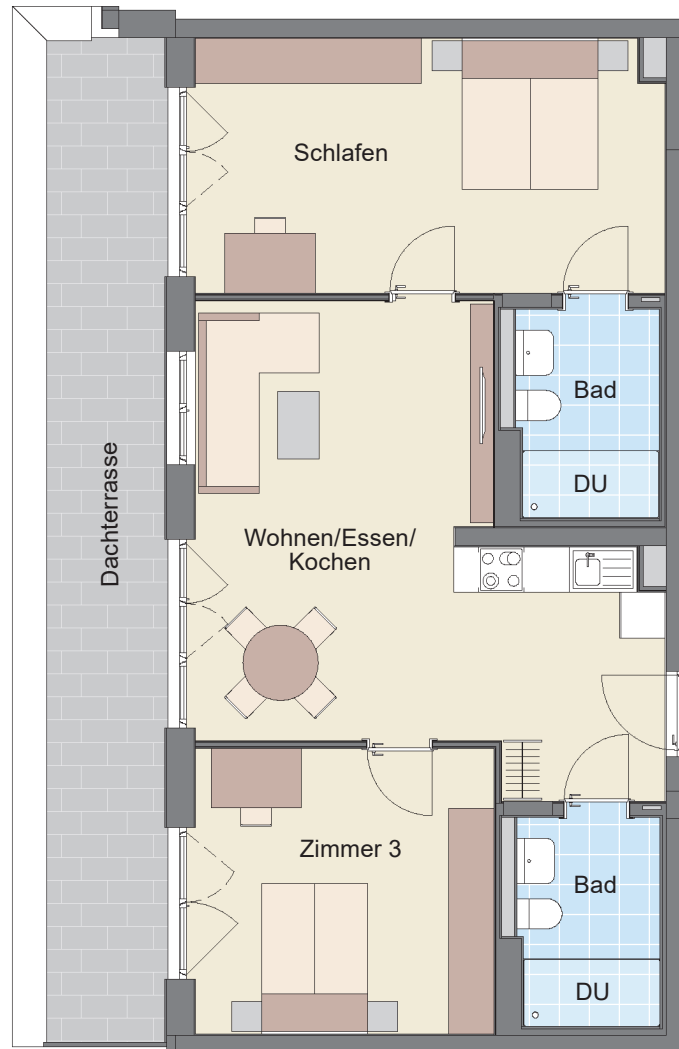 Schlafen
Bad
DU
Dachterrasse
Wohnen/Essen/
Kochen
Zimmer 3
Bad
DU